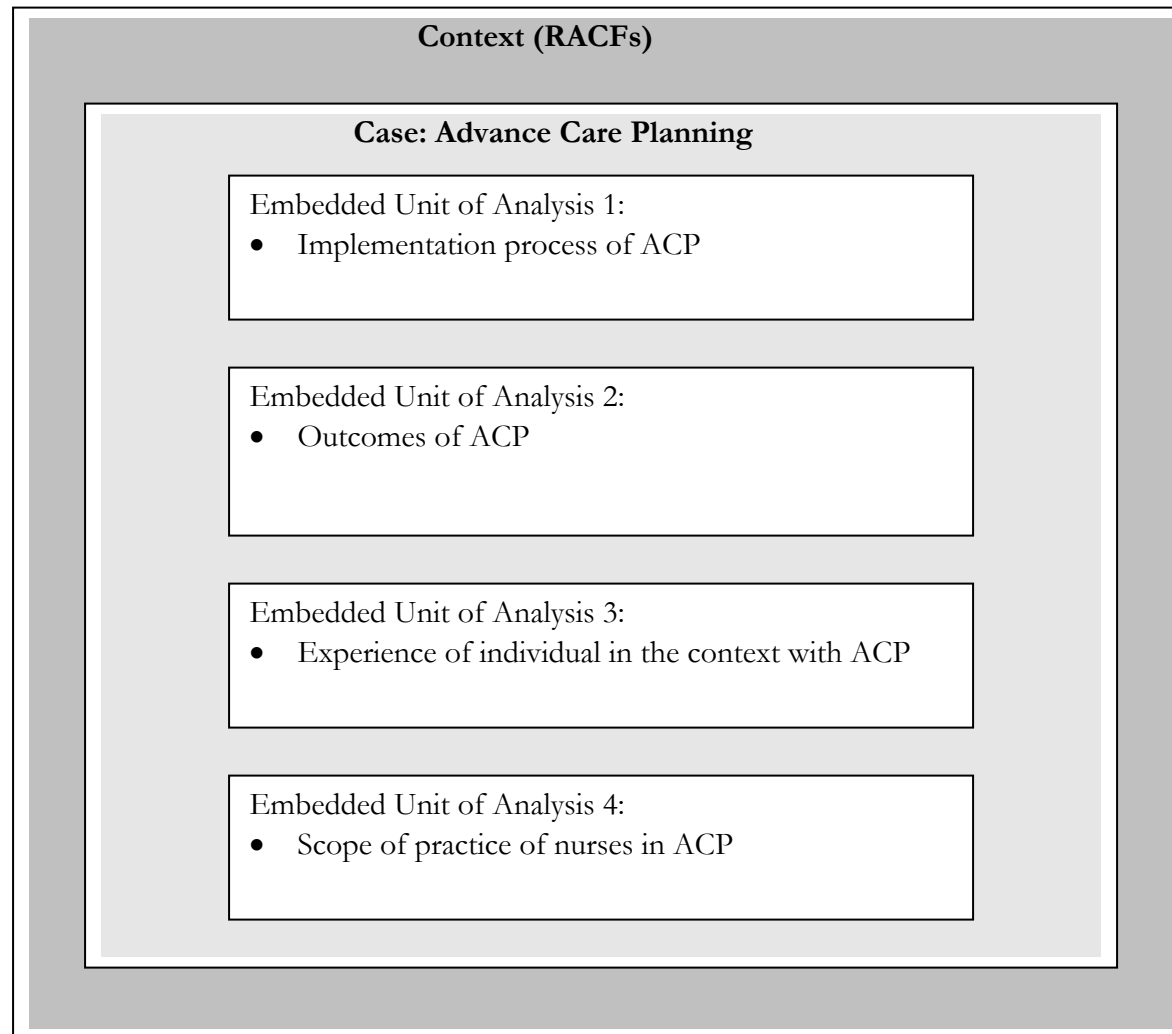 Context (RACFs)
Case: Advance Care Planning
Embedded Unit of Analysis 1:
• Implementation process of ACP
Embedded Unit of Analysis 2:
• Outcomes of ACP
Embedded Unit of Analysis 3:
• Experience of individual in the context with ACP
Embedded Unit of Analysis 4:
• Scope of practice of nurses in ACP